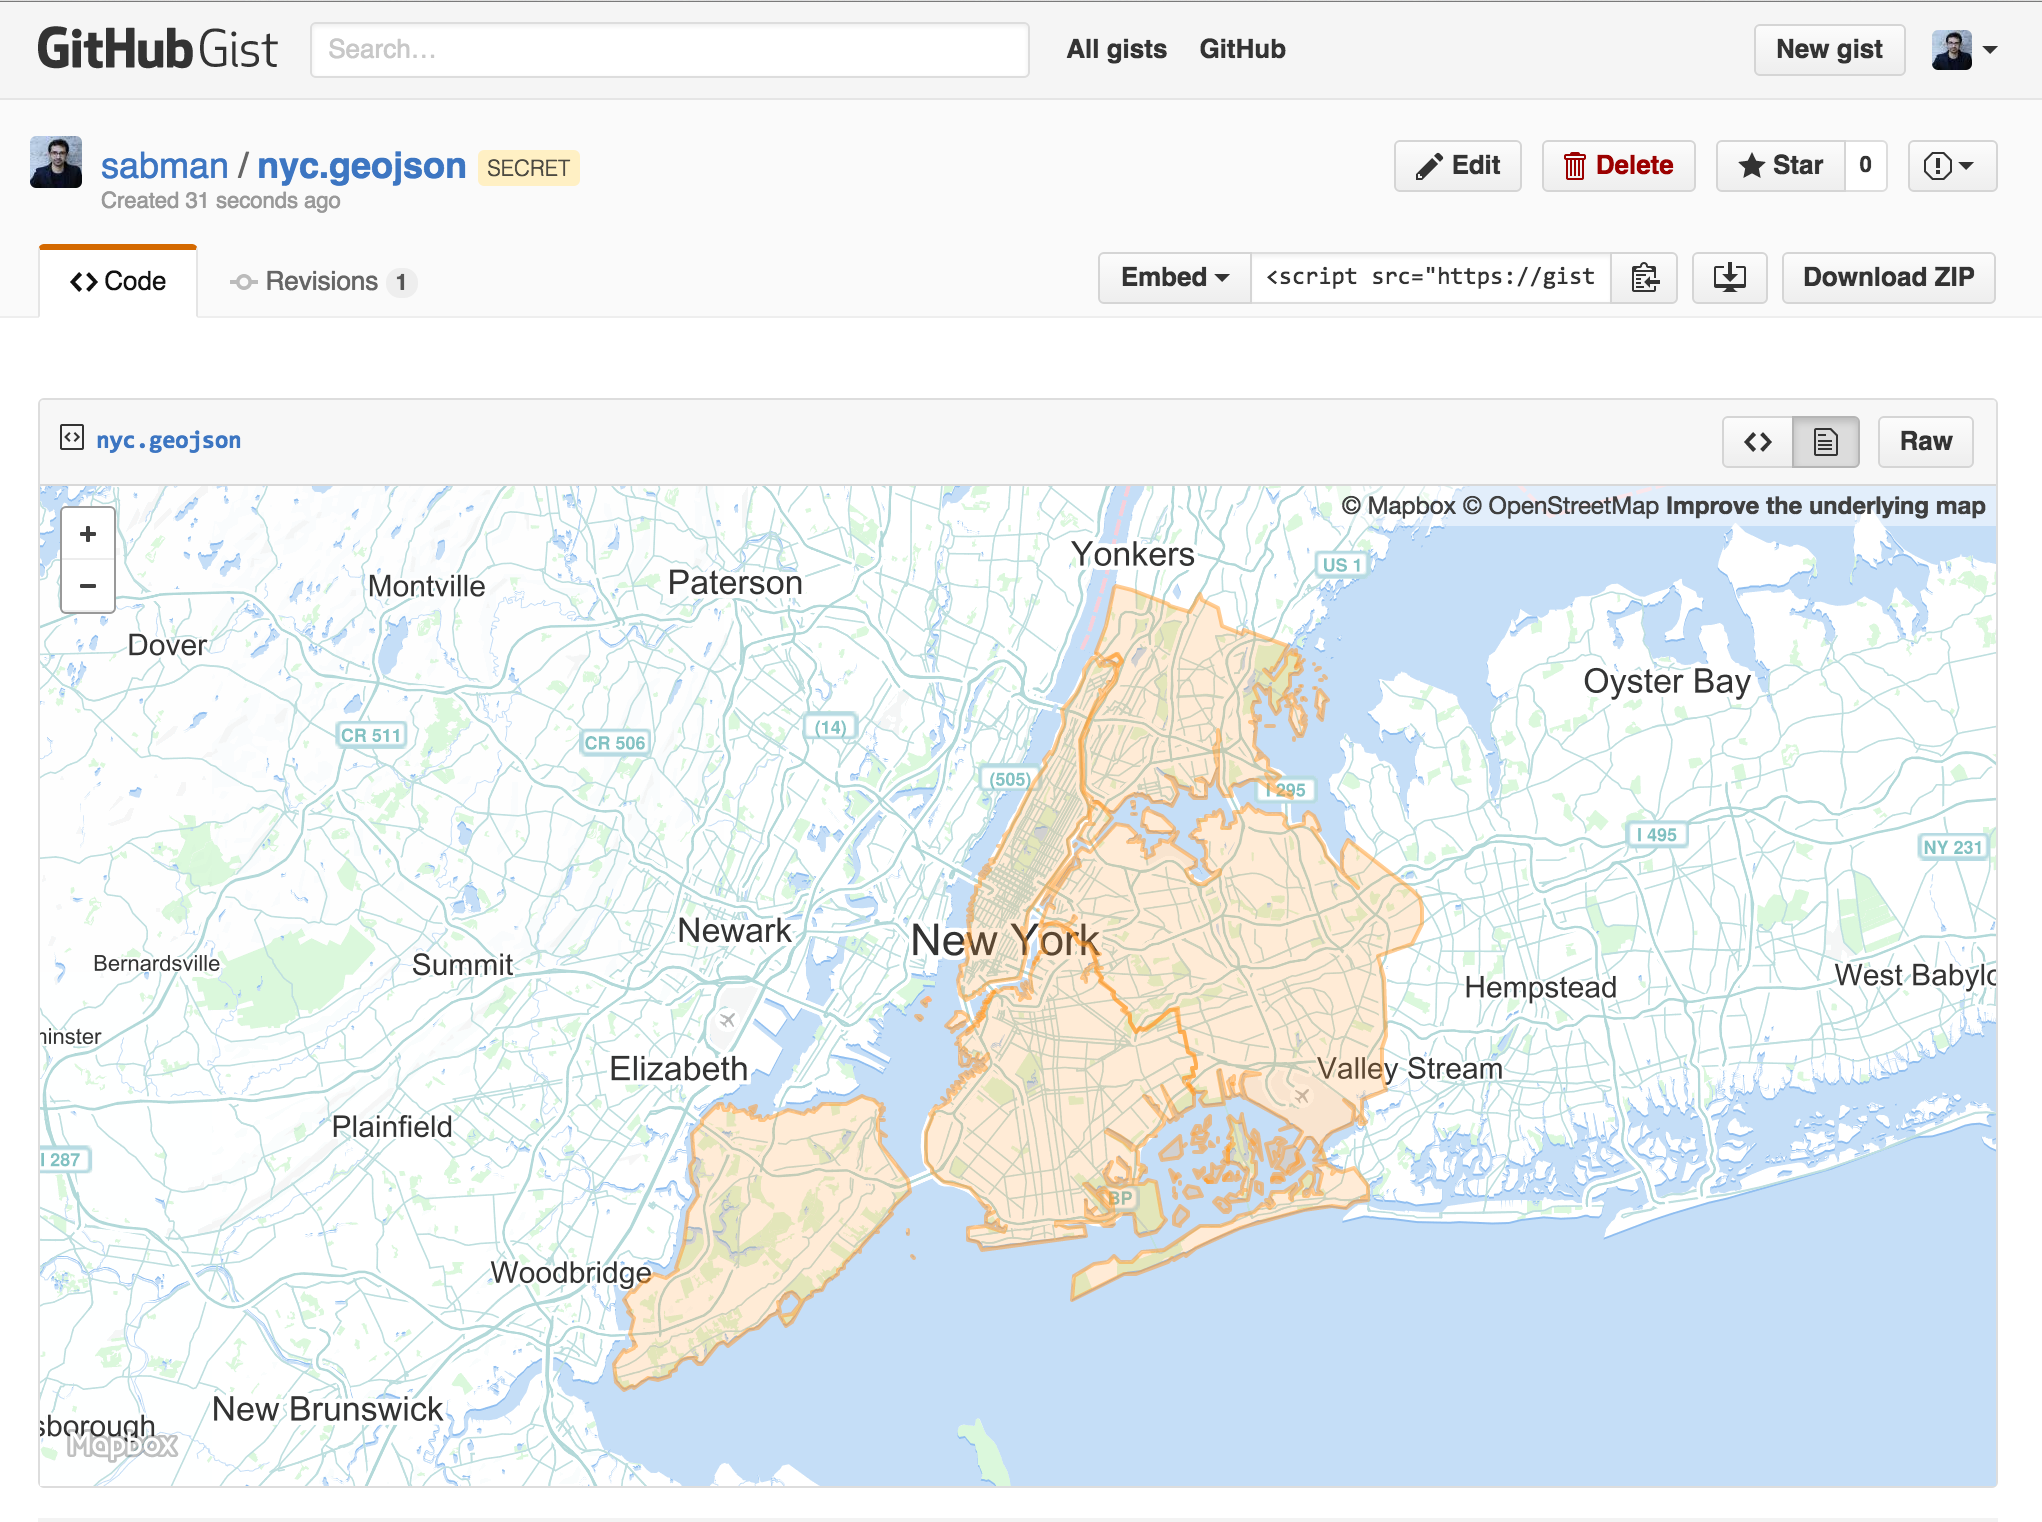 GitHub Gist
Search...
All gists
GitHub
New gist
sabman / nyc.geojson
SECRET
Created 31 seconds ago
Edit
Delete
Star
0
Code
Revisions 1
Embed
<script src="https://gist
Download ZIP
nyc.geojson
Raw
+
−
© Mapbox © OpenStreetMap Improve the underlying map
Yonkers
US 1
Montville
Paterson
Dover
Oyster Bay
CR 511
CR 506
(14)
(505)
I 295
I 495
NY 231
Newark
New York
Bernardsville
Summit
Hempstead
West Babylo
minster
Elizabeth
Valley Stream
Plainfield
I 287
BP
Woodbridge
New Brunswick
sborough
Mapbox